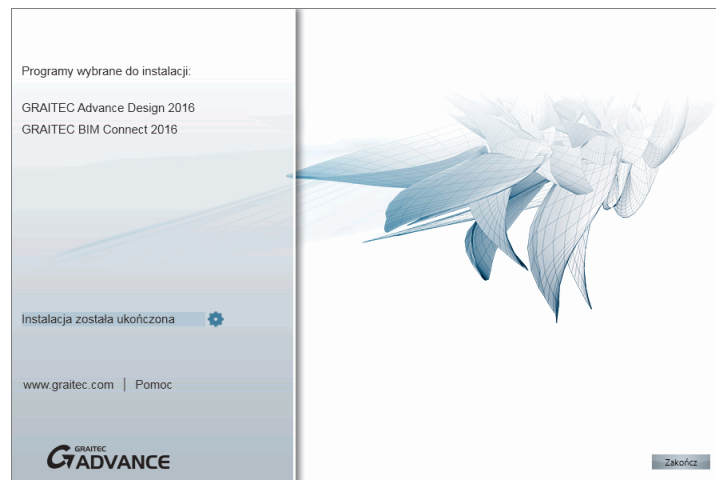 Programy wybrane do instalacji:
GRAITEC Advance Design 2016
GRAITEC BIM Connect 2016
Instalacja została ukończona
www.graitec.com | Pomoc
GRAITEC
ADVANCE
Zakończ